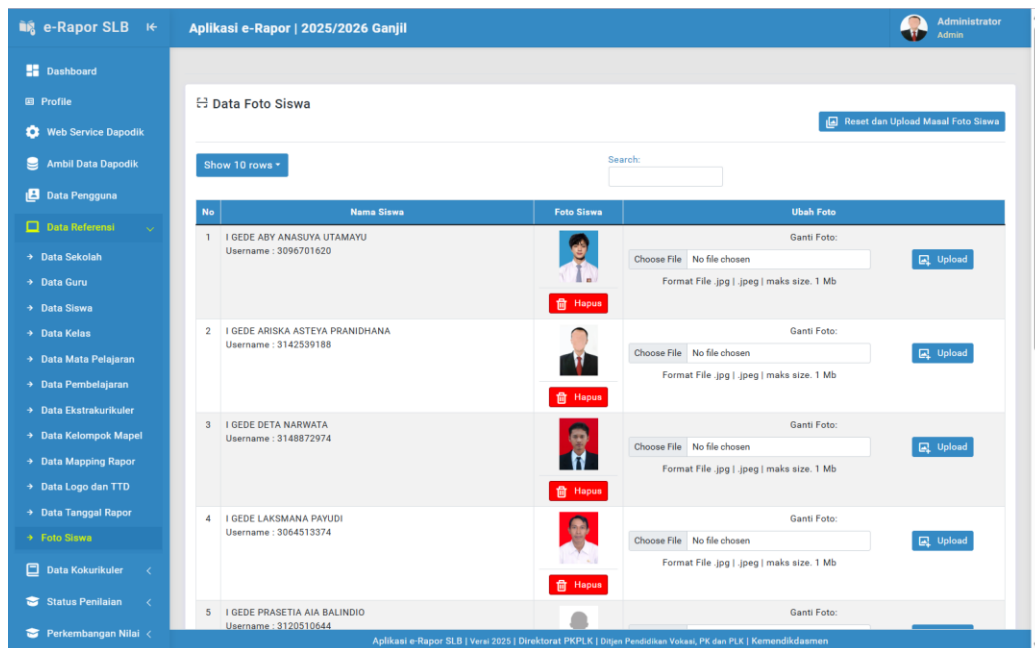 e-Rapor SLB
Aplikasi e-Rapor | 2025/2026 Ganjil
Administrator
Admin
Dashboard
Profile
Web Service Dapodik
Ambil Data Dapodik
Data Pengguna
Data Referensi
Data Sekolah
Data Guru
Data Siswa
Data Kelas
Data Mata Pelajaran
Data Pembelajaran
Data Ekstrakurikuler
Data Kelompok Mapel
Data Mapping Rapor
Data Logo dan TTD
Data Tanggal Rapor
Foto Siswa
Data Kokurikuler
Status Penilaian
Perkembangan Nilai
Data Foto Siswa
Reset dan Upload Masal Foto Siswa
Show 10 rows
Search:
No Nama Siswa Foto Siswa Ubah Foto
1 I GEDE ABY ANASUYA UTAMAYU Ganti Foto:
Username : 3096701620
Choose File No file chosen Upload
Format File .jpg | .jpeg | maks size. 1 Mb
Hapus
2 I GEDE ARISKA ASTEYA PRANIDHANA Ganti Foto:
Username : 3142539188
Choose File No file chosen Upload
Format File .jpg | .jpeg | maks size. 1 Mb
Hapus
3 I GEDE DETA NARWATA Ganti Foto:
Username : 3148872974
Choose File No file chosen Upload
Format File .jpg | .jpeg | maks size. 1 Mb
Hapus
4 I GEDE LAKSMANA PAYUDI Ganti Foto:
Username : 3064513374
Choose File No file chosen Upload
Format File .jpg | .jpeg | maks size. 1 Mb
Hapus
5 I GEDE PRASETIA AIA BALINDIO Ganti Foto:
Username : 3120510644
Aplikasi e-Rapor SLB | Versi 2025 | Direktorat PKPLK | Ditjen Pendidikan Vokasi, PK dan PLK | Kemendikdasmen